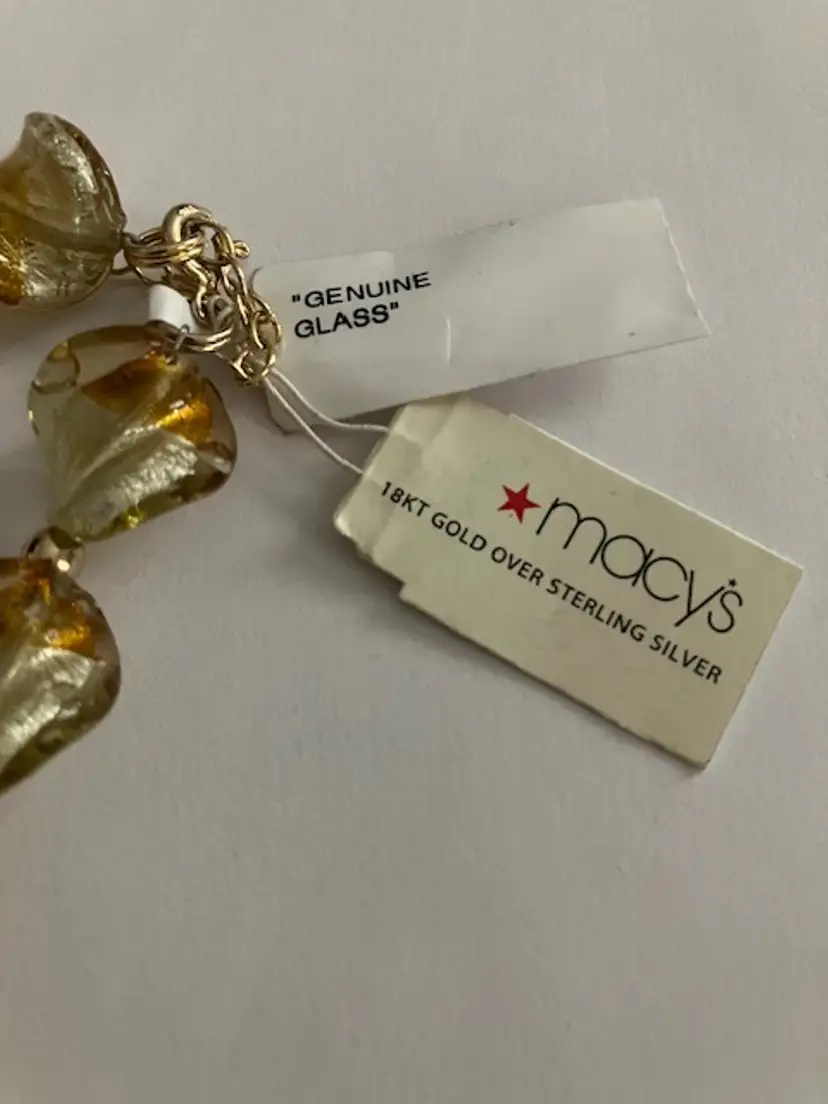 "GENUINE
GLASS"
macy's
18KT GOLD OVER STERLING SILVER